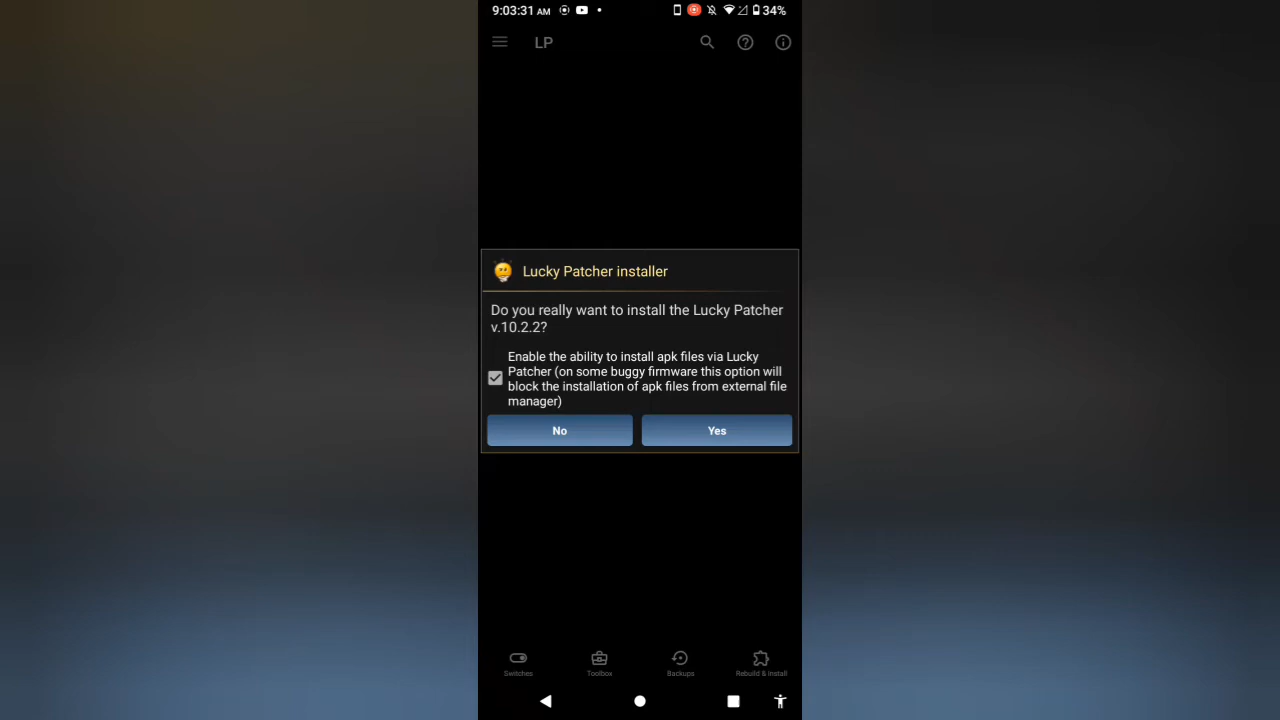 9:03:31 AM
34%
LP
Lucky Patcher installer
Do you really want to install the Lucky Patcher
v.10.2.2?
Enable the ability to install apk files via Lucky
Patcher (on some buggy firmware this option will
block the installation of apk files from external file
manager)
No
Yes
Switches
Toolbox
Backups
Rebuild & Install